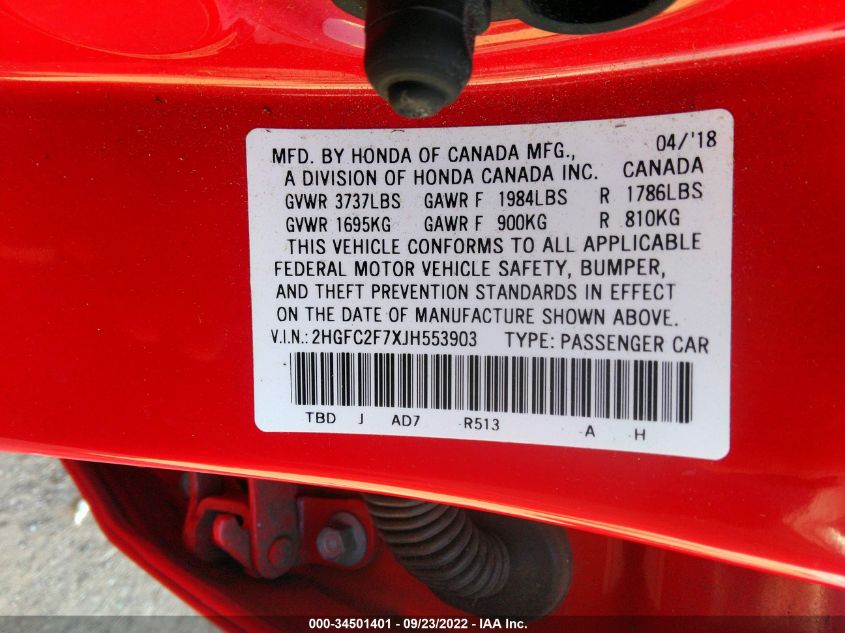 04/'18
MFD. BY HONDA OF CANADA MFG.,
A DIVISION OF HONDA CANADA INC. CANADA
GVWR 3737LBS GAWR F 1984LBS R 1786LBS
GVWR 1695KG GAWR F 900KG R 810KG
THIS VEHICLE CONFORMS TO ALL APPLICABLE
FEDERAL MOTOR VEHICLE SAFETY, BUMPER,
AND THEFT PREVENTION STANDARDS IN EFFECT
ON THE DATE OF MANUFACTURE SHOWN ABOVE.
V.I.N.: 2HGFC2F7XJH553903 TYPE: PASSENGER CAR
TBD J AD7 R513 A H
000-34501401 - 09/23/2022 - IAA Inc.